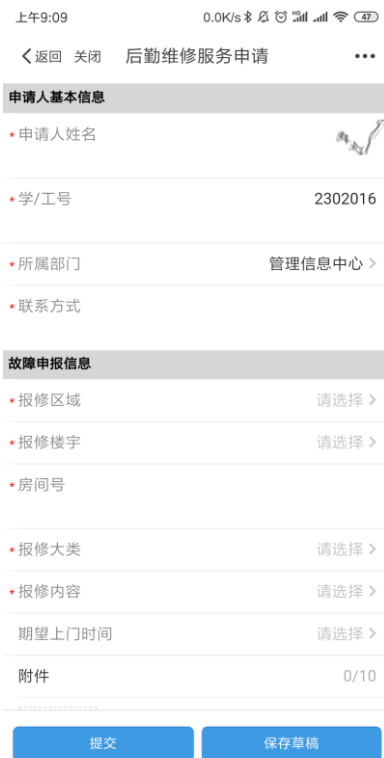 上午9:09 0.0K/s 47
返回 关闭 后勤维修服务申请
申请人基本信息
*申请人姓名
*学/工号 2302016
*所属部门 管理信息中心
*联系方式
故障申报信息
*报修区域 请选择
*报修楼宇 请选择
*房间号
*报修大类 请选择
*报修内容 请选择
期望上门时间 请选择
附件 0/10
提交 保存草稿